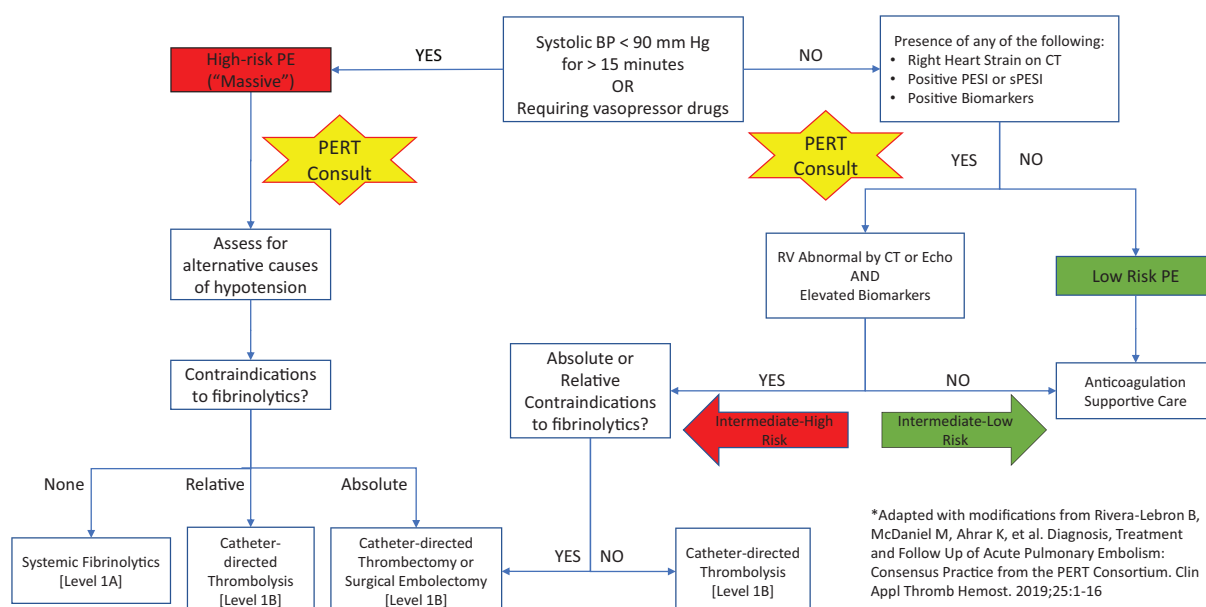 High-risk PE
("Massive")
YES
Systolic BP < 90 mm Hg
for > 15 minutes
OR
Requiring vasopressor drugs
NO
Presence of any of the following:
• Right Heart Strain on CT
• Positive PESI or sPESI
• Positive Biomarkers
PERT
Consult
PERT
Consult
YES
NO
Assess for
alternative causes
of hypotension
RV Abnormal by CT or Echo
AND
Elevated Biomarkers
Low Risk PE
Contraindications
to fibrinolytics?
Absolute or
Relative
Contraindications
to fibrinolytics?
YES
NO
Intermediate-High
Risk
Intermediate-Low
Risk
Anticoagulation
Supportive Care
None
Relative
Absolute
Systemic Fibrinolytics
[Level 1A]
Catheter-
directed
Thrombolysis
[Level 1B]
Catheter-directed
Thrombectomy or
Surgical Embolectomy
[Level 1B]
YES
NO
Catheter-directed
Thrombolysis
[Level 1B]
*Adapted with modifications from Rivera-Lebron B,
McDaniel M, Ahrar K, et al. Diagnosis, Treatment
and Follow Up of Acute Pulmonary Embolism:
Consensus Practice from the PERT Consortium. Clin
Appl Thromb Hemost. 2019;25:1-16